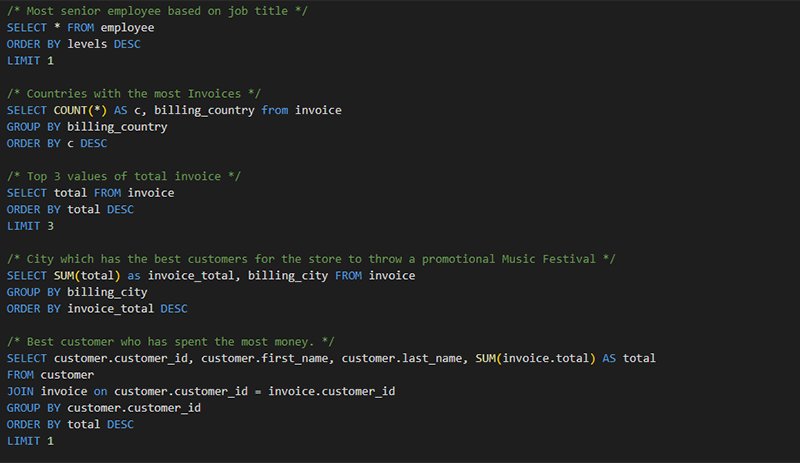 /* Most senior employee based on job title */
SELECT * FROM employee
ORDER BY levels DESC
LIMIT 1
/* Countries with the most Invoices */
SELECT COUNT(*) AS c, billing_country from invoice
GROUP BY billing_country
ORDER BY c DESC
/* Top 3 values of total invoice */
SELECT total FROM invoice
ORDER BY total DESC
LIMIT 3
/* City which has the best customers for the store to throw a promotional Music Festival */
SELECT SUM(total) as invoice_total, billing_city FROM invoice
GROUP BY billing_city
ORDER BY invoice_total DESC
/* Best customer who has spent the most money. */
SELECT customer.customer_id, customer.first_name, customer.last_name, SUM(invoice.total) AS total
FROM customer
JOIN invoice on customer.customer_id = invoice.customer_id
GROUP BY customer.customer_id
ORDER BY total DESC
LIMIT 1